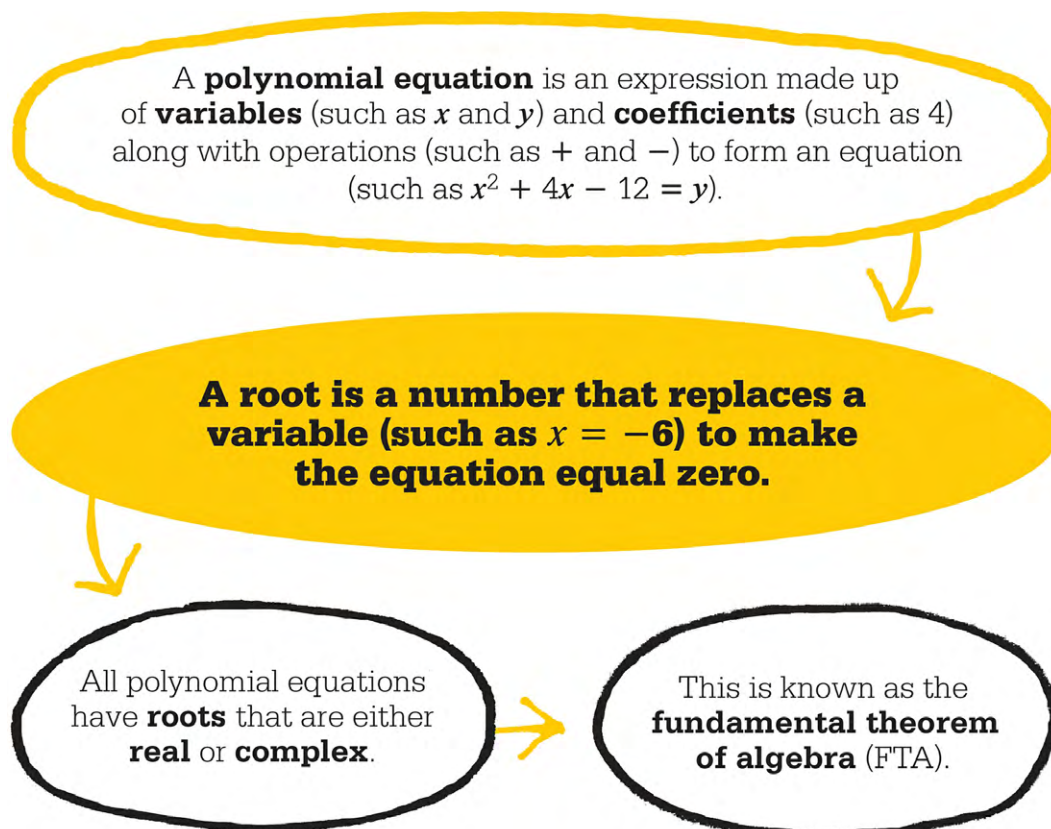 A polynomial equation is an expression made up
of variables (such as x and y) and coefficients (such as 4)
along with operations (such as + and −) to form an equation
(such as x² + 4x − 12 = y).
A root is a number that replaces a
variable (such as x = −6) to make
the equation equal zero.
All polynomial equations
have roots that are either
real or complex.
This is known as the
fundamental theorem
of algebra (FTA).